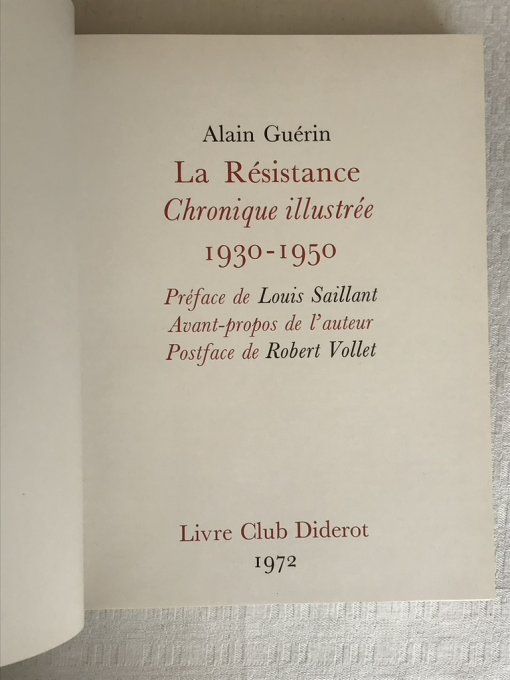 Alain Guérin
La Résistance
Chronique illustrée
1930-1950
Préface de Louis Saillant
Avant-propos de l'auteur
Postface de Robert Vollet
Livre Club Diderot
1972